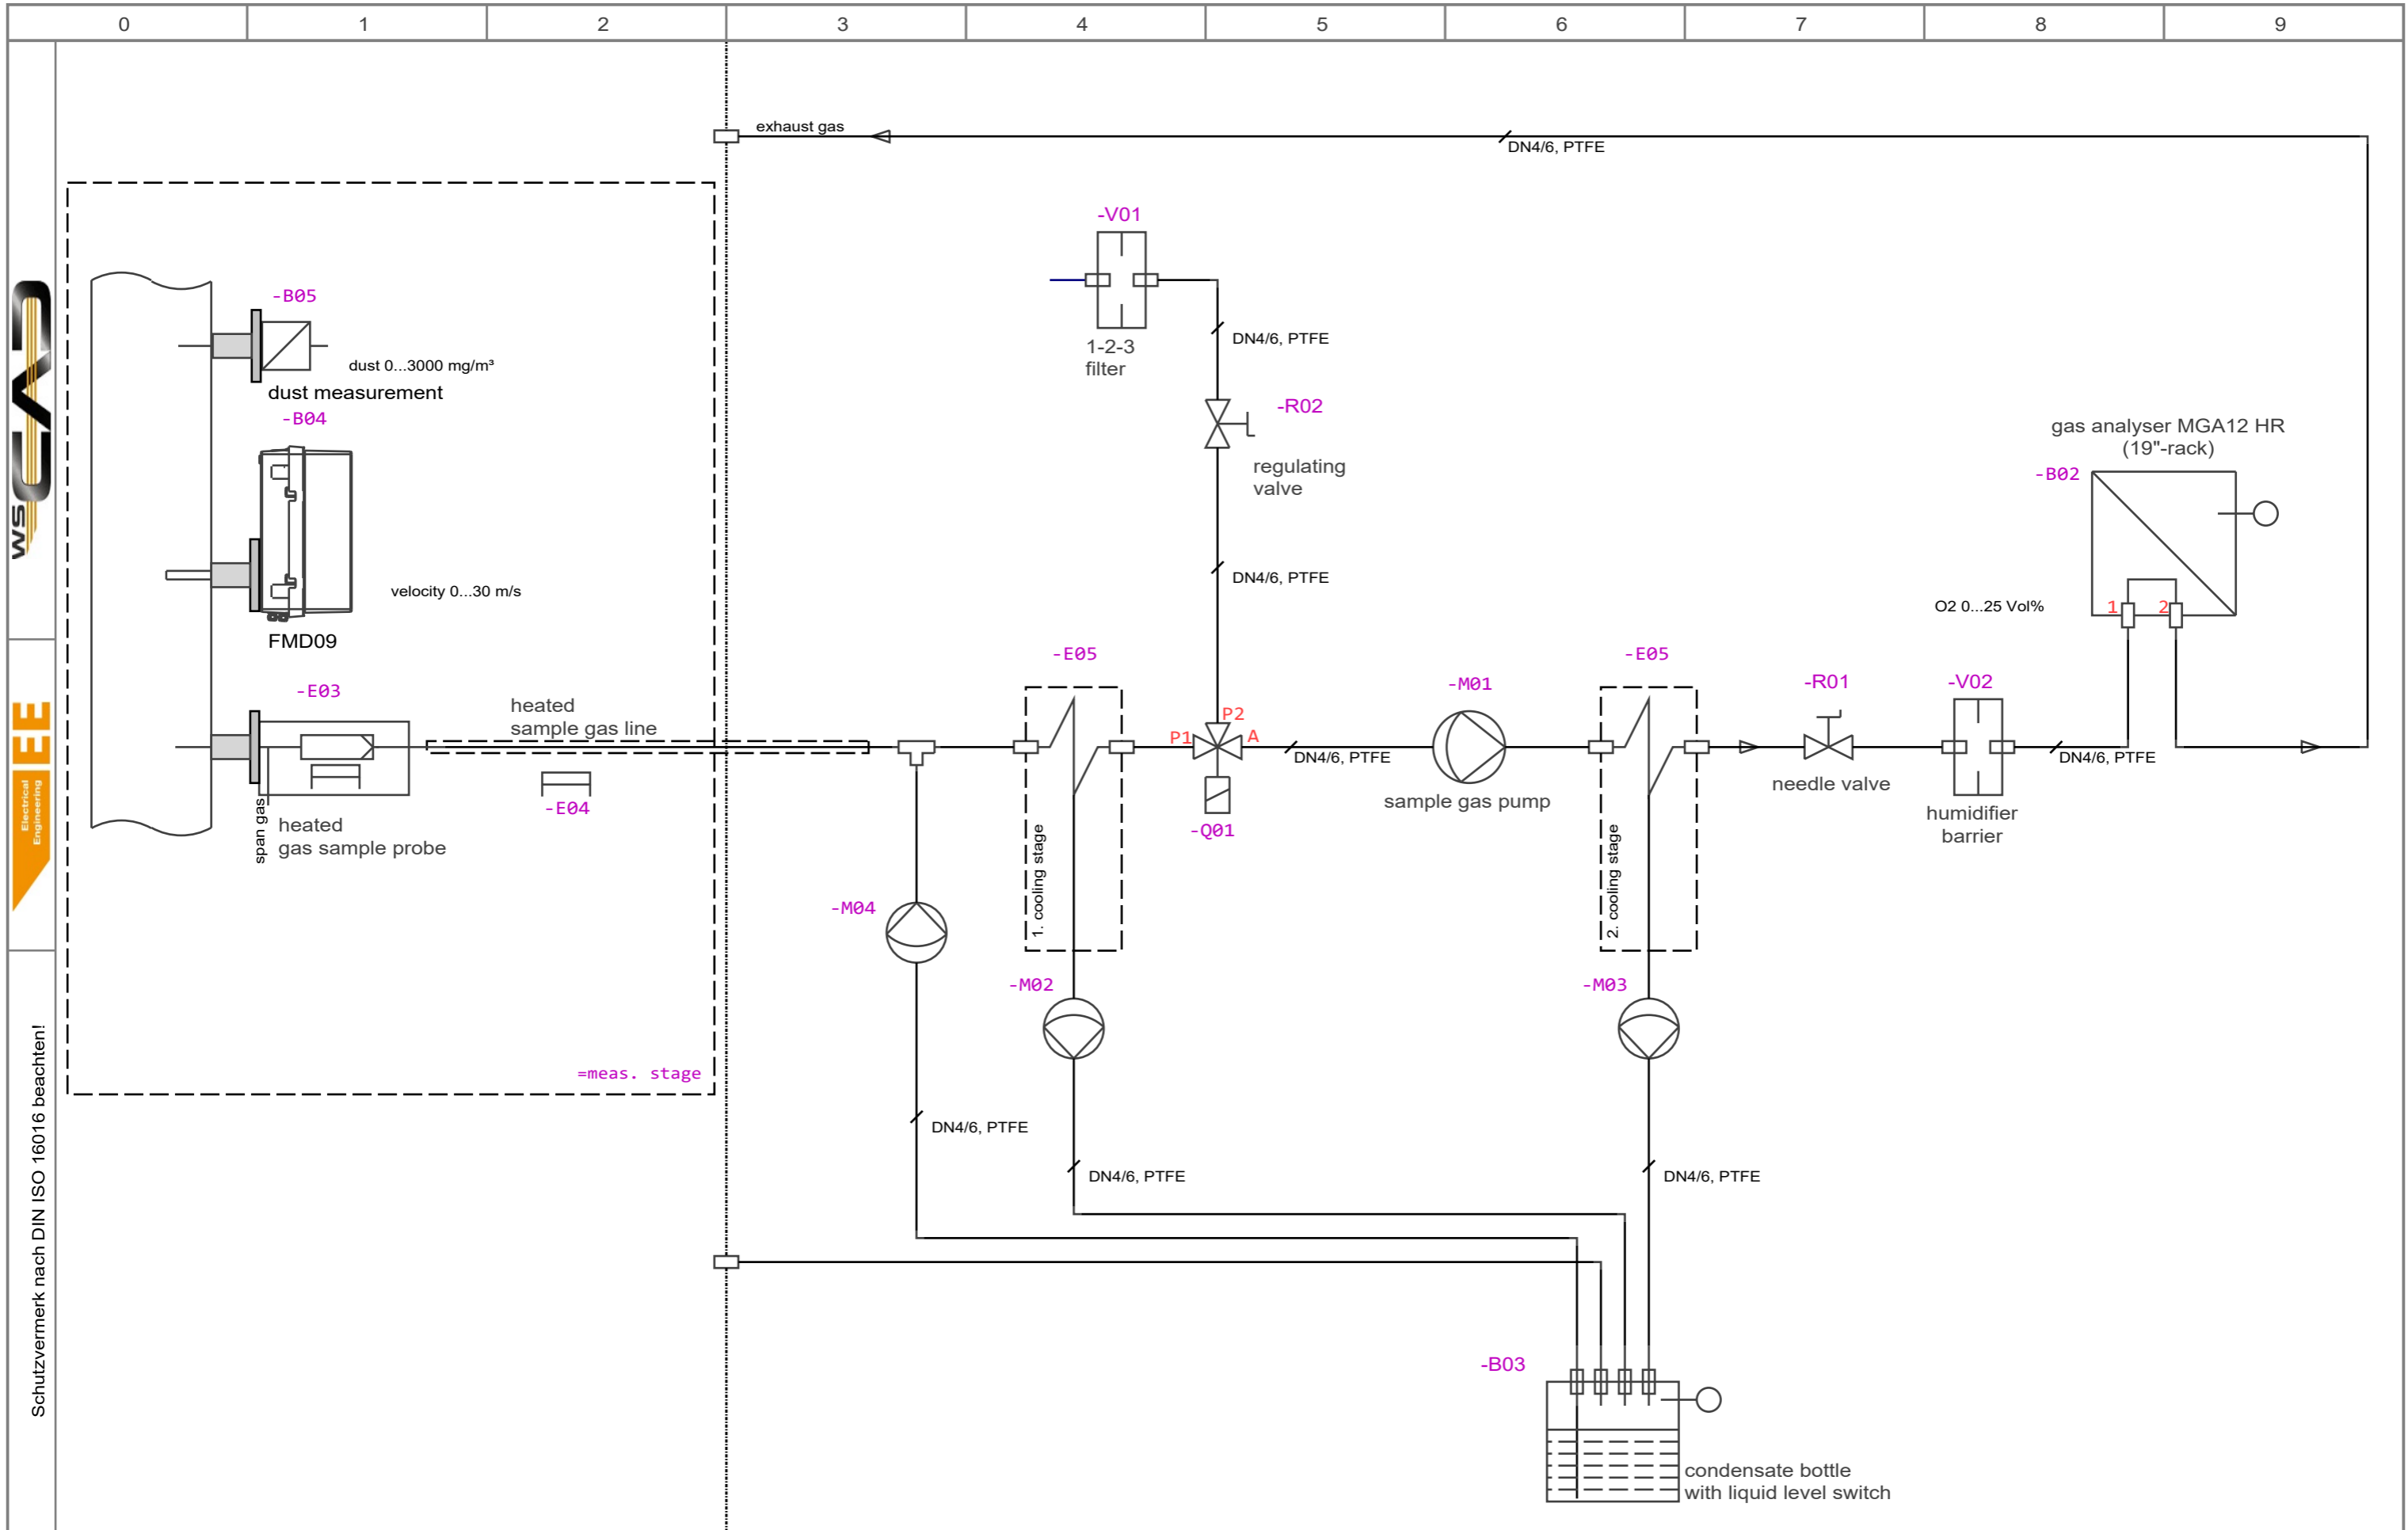 0 1 2 3 4 5 6 7 8 9
exhaust gas
DN4/6, PTFE
-V01
1-2-3
filter
DN4/6, PTFE
-R02
regulating
valve
DN4/6, PTFE
-B05
dust 0...3000 mg/m³
dust measurement
-B04
velocity 0...30 m/s
FMD09
-E03
heated
sample gas line
span gas
heated
gas sample probe
-E04
=meas. stage
-M04
-E05
1. cooling stage
P1
P2
A
-Q01
DN4/6, PTFE
-M01
sample gas pump
-E05
2. cooling stage
-R01
needle valve
-V02
humidifier
barrier
DN4/6, PTFE
gas analyser MGA12 HR
(19"-rack)
-B02
O2 0...25 Vol%
1
2
-M02
-M03
DN4/6, PTFE
DN4/6, PTFE
DN4/6, PTFE
-B03
condensate bottle
with liquid level switch
WS CAD
EE
Electrical
Engineering
Schutzvermerk nach DIN ISO 16016 beachten!